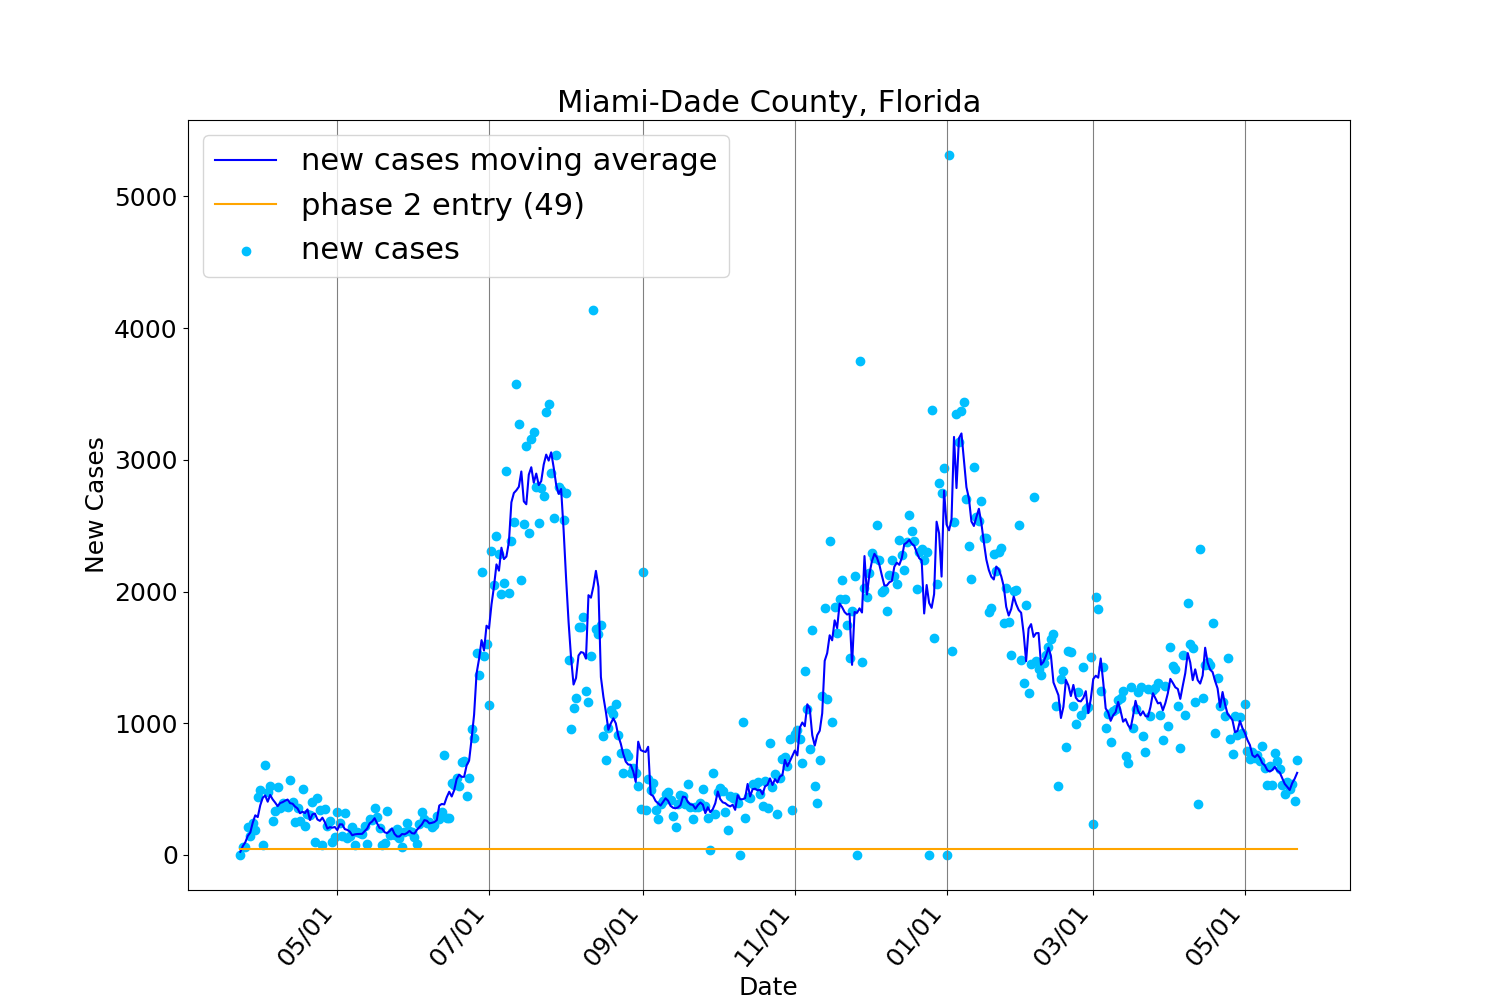 Miami-Dade County, Florida
new cases moving average
phase 2 entry (49)
new cases
New Cases
5000
4000
3000
2000
1000
0
05/01
07/01
09/01
11/01
01/01
03/01
05/01
Date